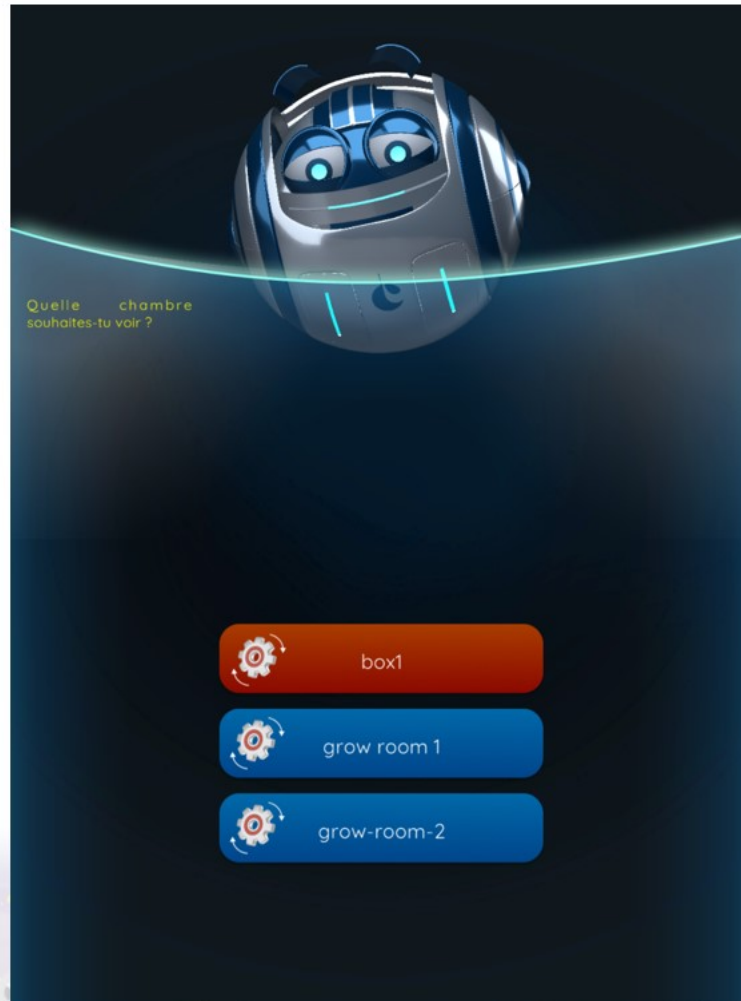 Quelle chambre
souhaites-tu voir ?
box1
grow room 1
grow-room-2